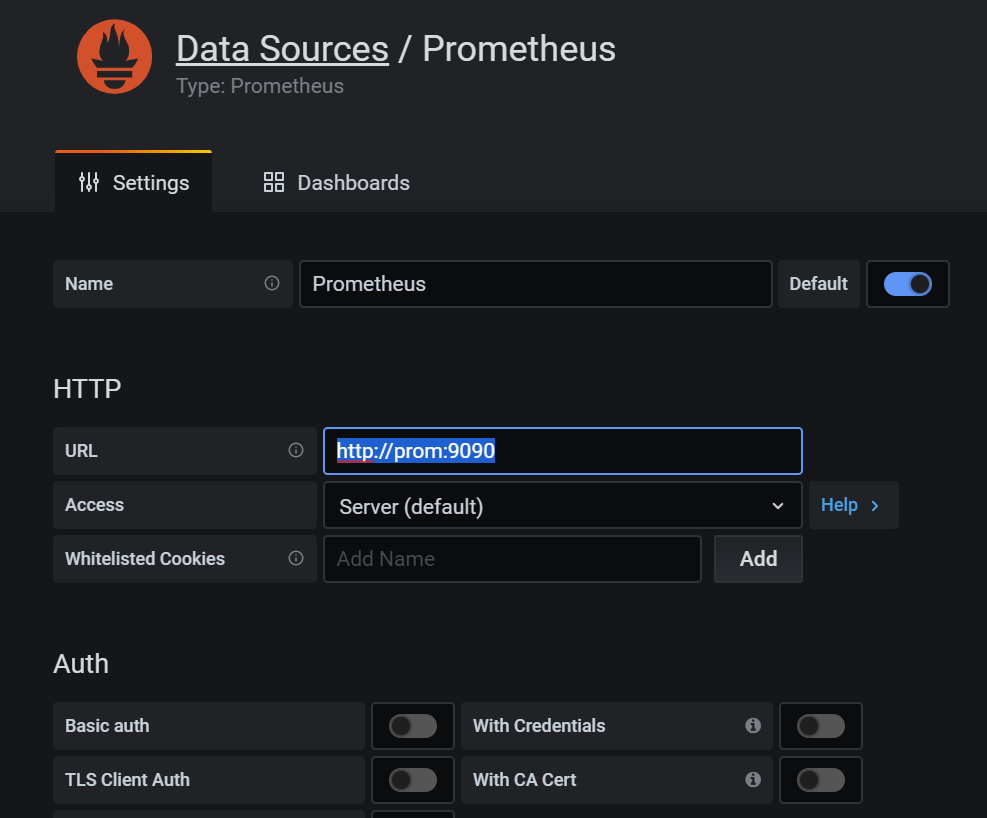 Data Sources / Prometheus
Type: Prometheus
Settings
Dashboards
Name
Prometheus
Default
HTTP
URL
http://prom:9090
Access
Server (default)
Help
Whitelisted Cookies
Add Name
Add
Auth
Basic auth
With Credentials
TLS Client Auth
With CA Cert